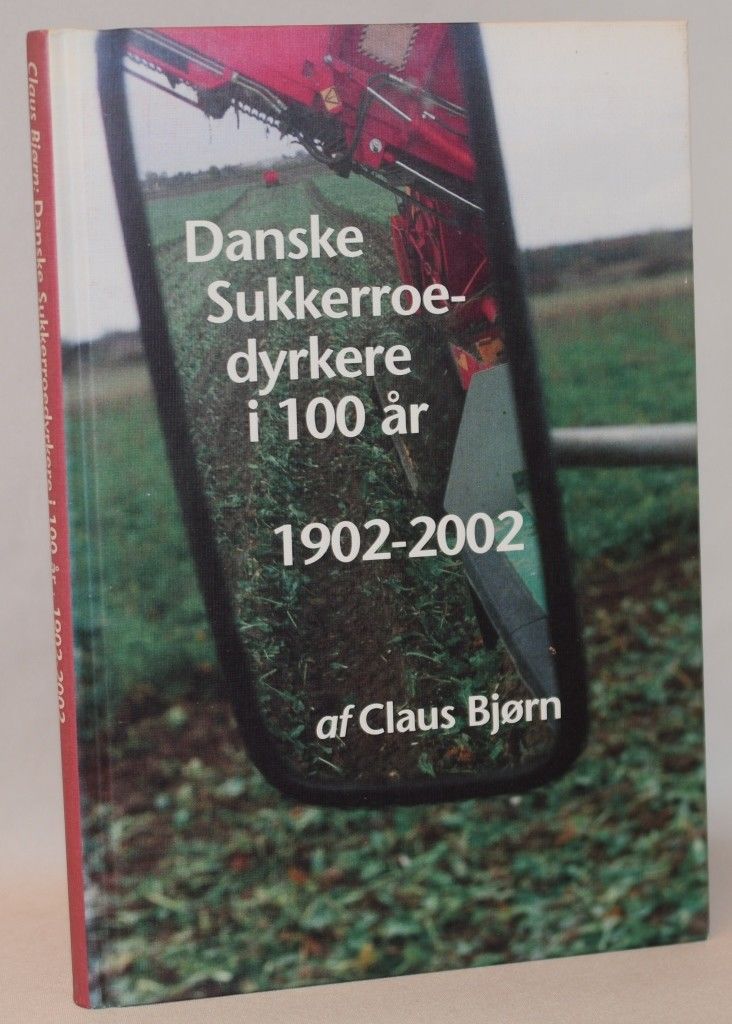 Danske
Sukkerroe-
dyrkere
i 100 år
1902-2002
af Claus Bjørn
Claus Bjørn: Danske Sukkerroedyrkere i 100 år · 1902-2002